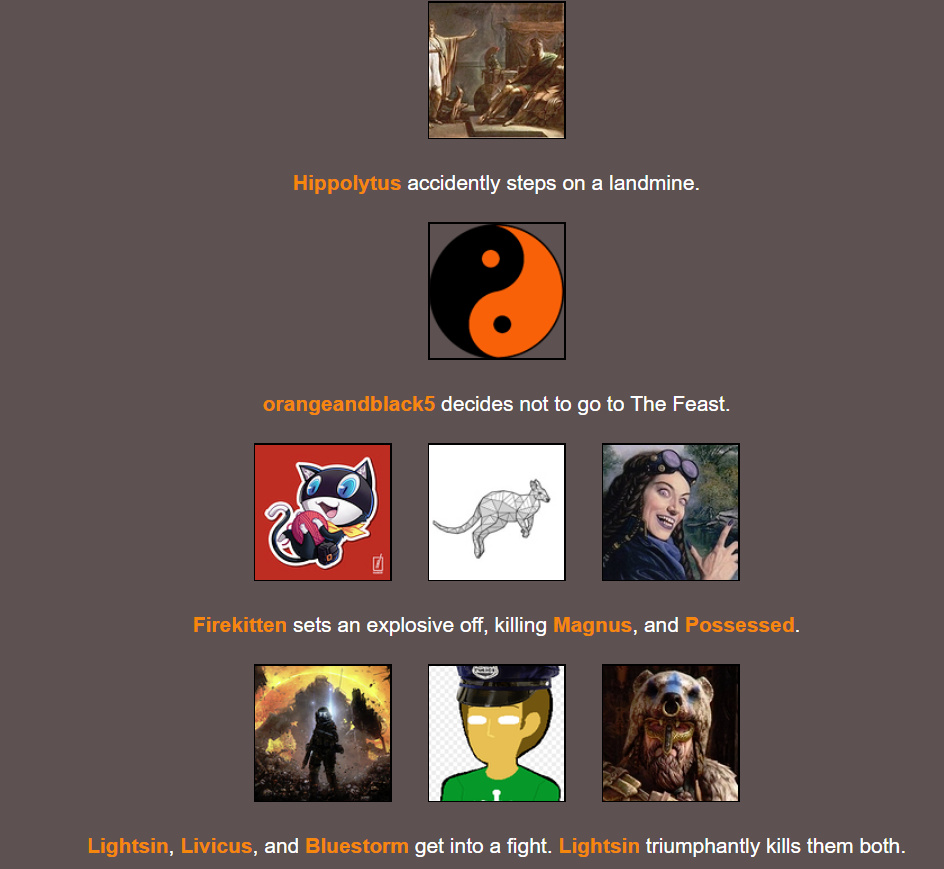 Hippolytus accidently steps on a landmine.
orangeandblack5 decides not to go to The Feast.
Firekitten sets an explosive off, killing Magnus, and Possessed.
Lightsin, Livicus, and Bluestorm get into a fight. Lightsin triumphantly kills them both.